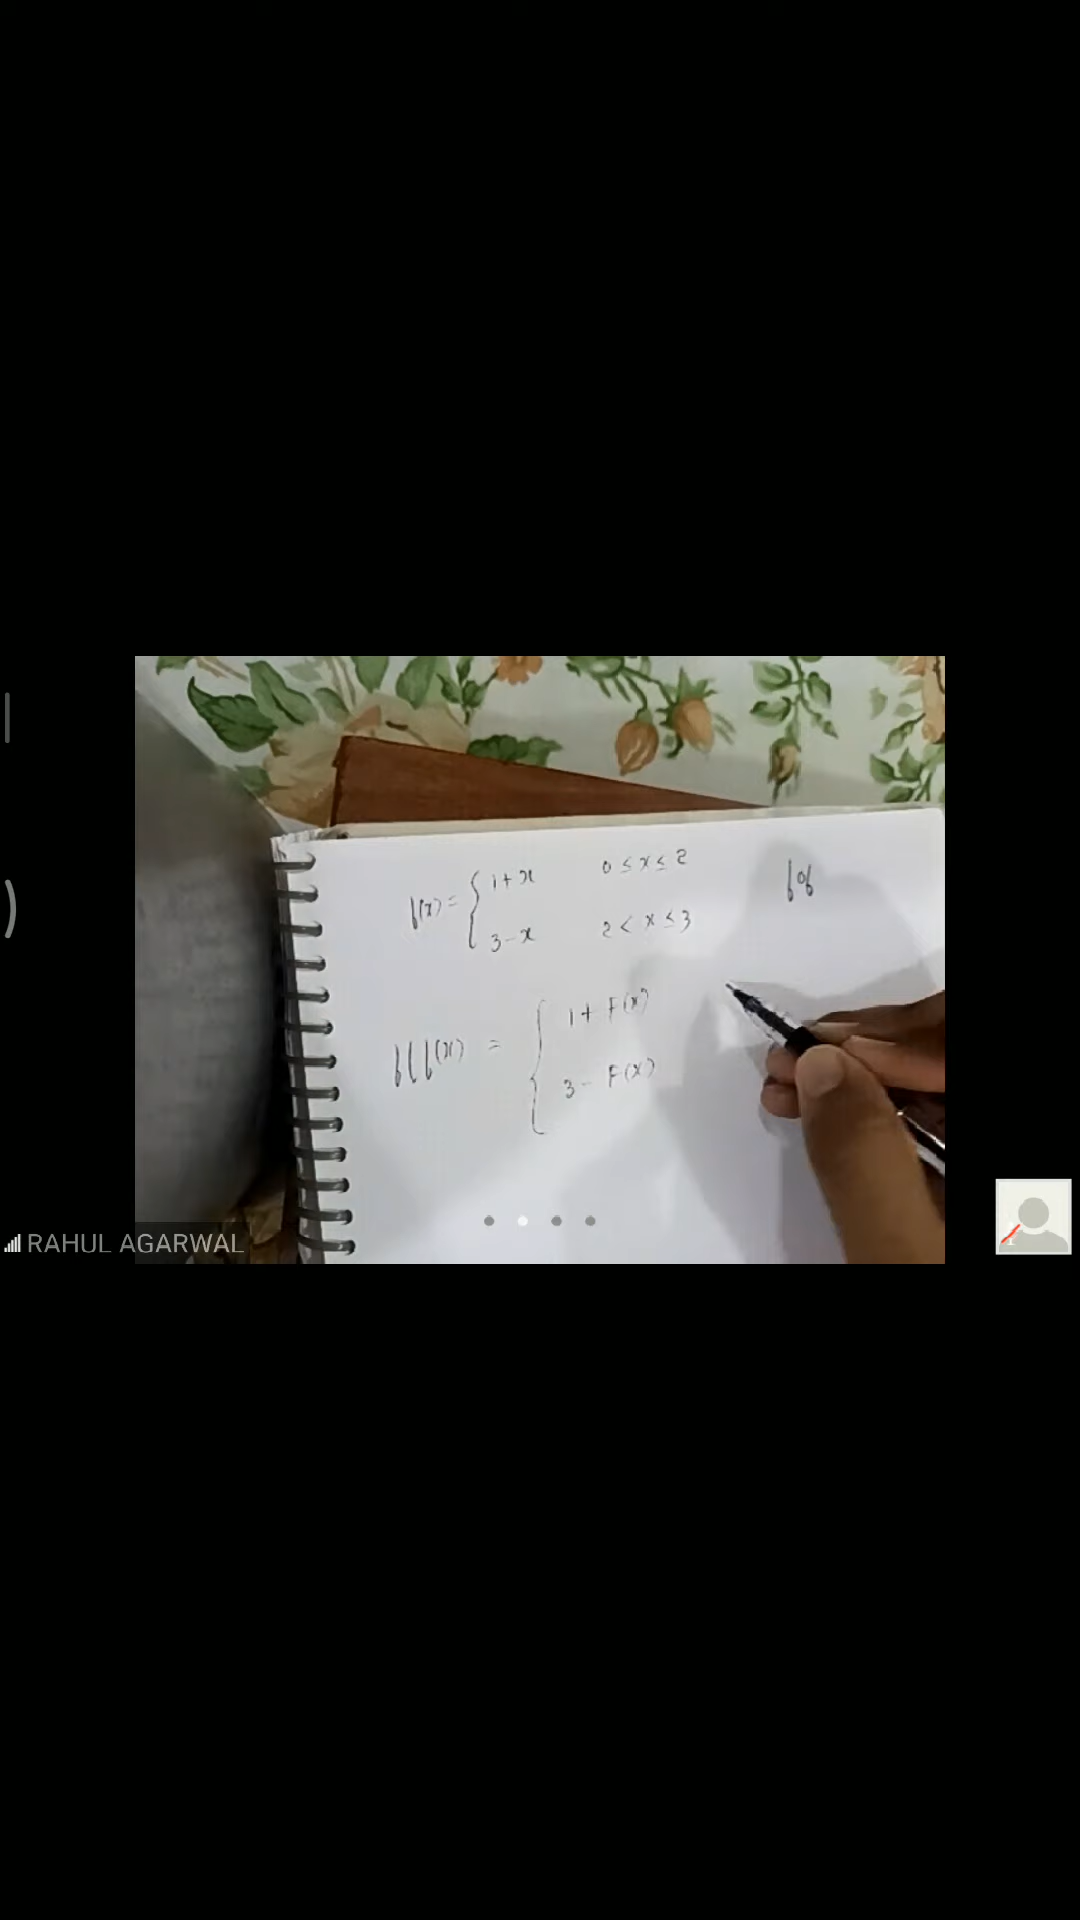 f(x) = { 1+x 0 ≤ x ≤ 2
3-x 2 < x ≤ 3
fof
f(f(x) = { 1+ F(x)
3- F(x)
RAHUL AGARWAL